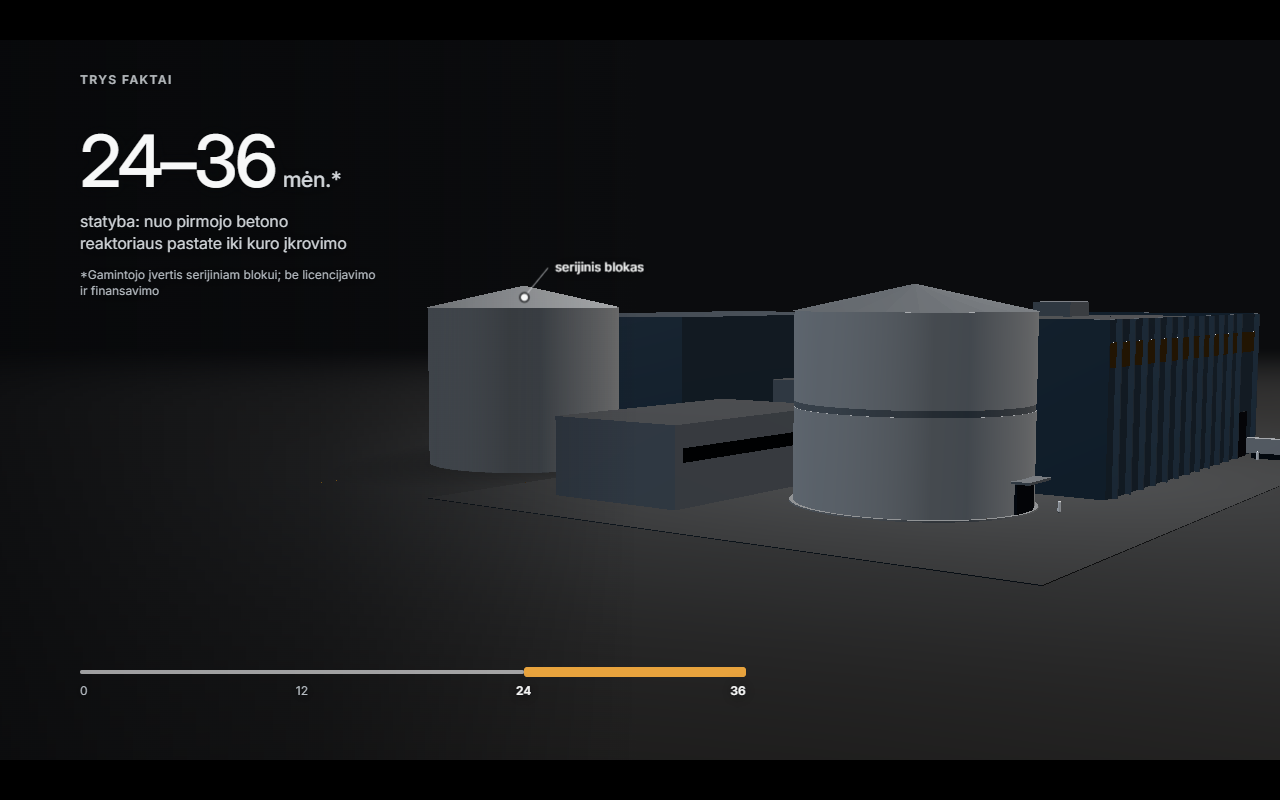 TRYS FAKTAI
24–36 mėn.*
statyba: nuo pirmojo betono
reaktoriaus pastate iki kuro įkrovimo
*Gamintojo įvertis serijiniam blokui; be licencijavimo
ir finansavimo
serijinis blokas
0 12 24 36